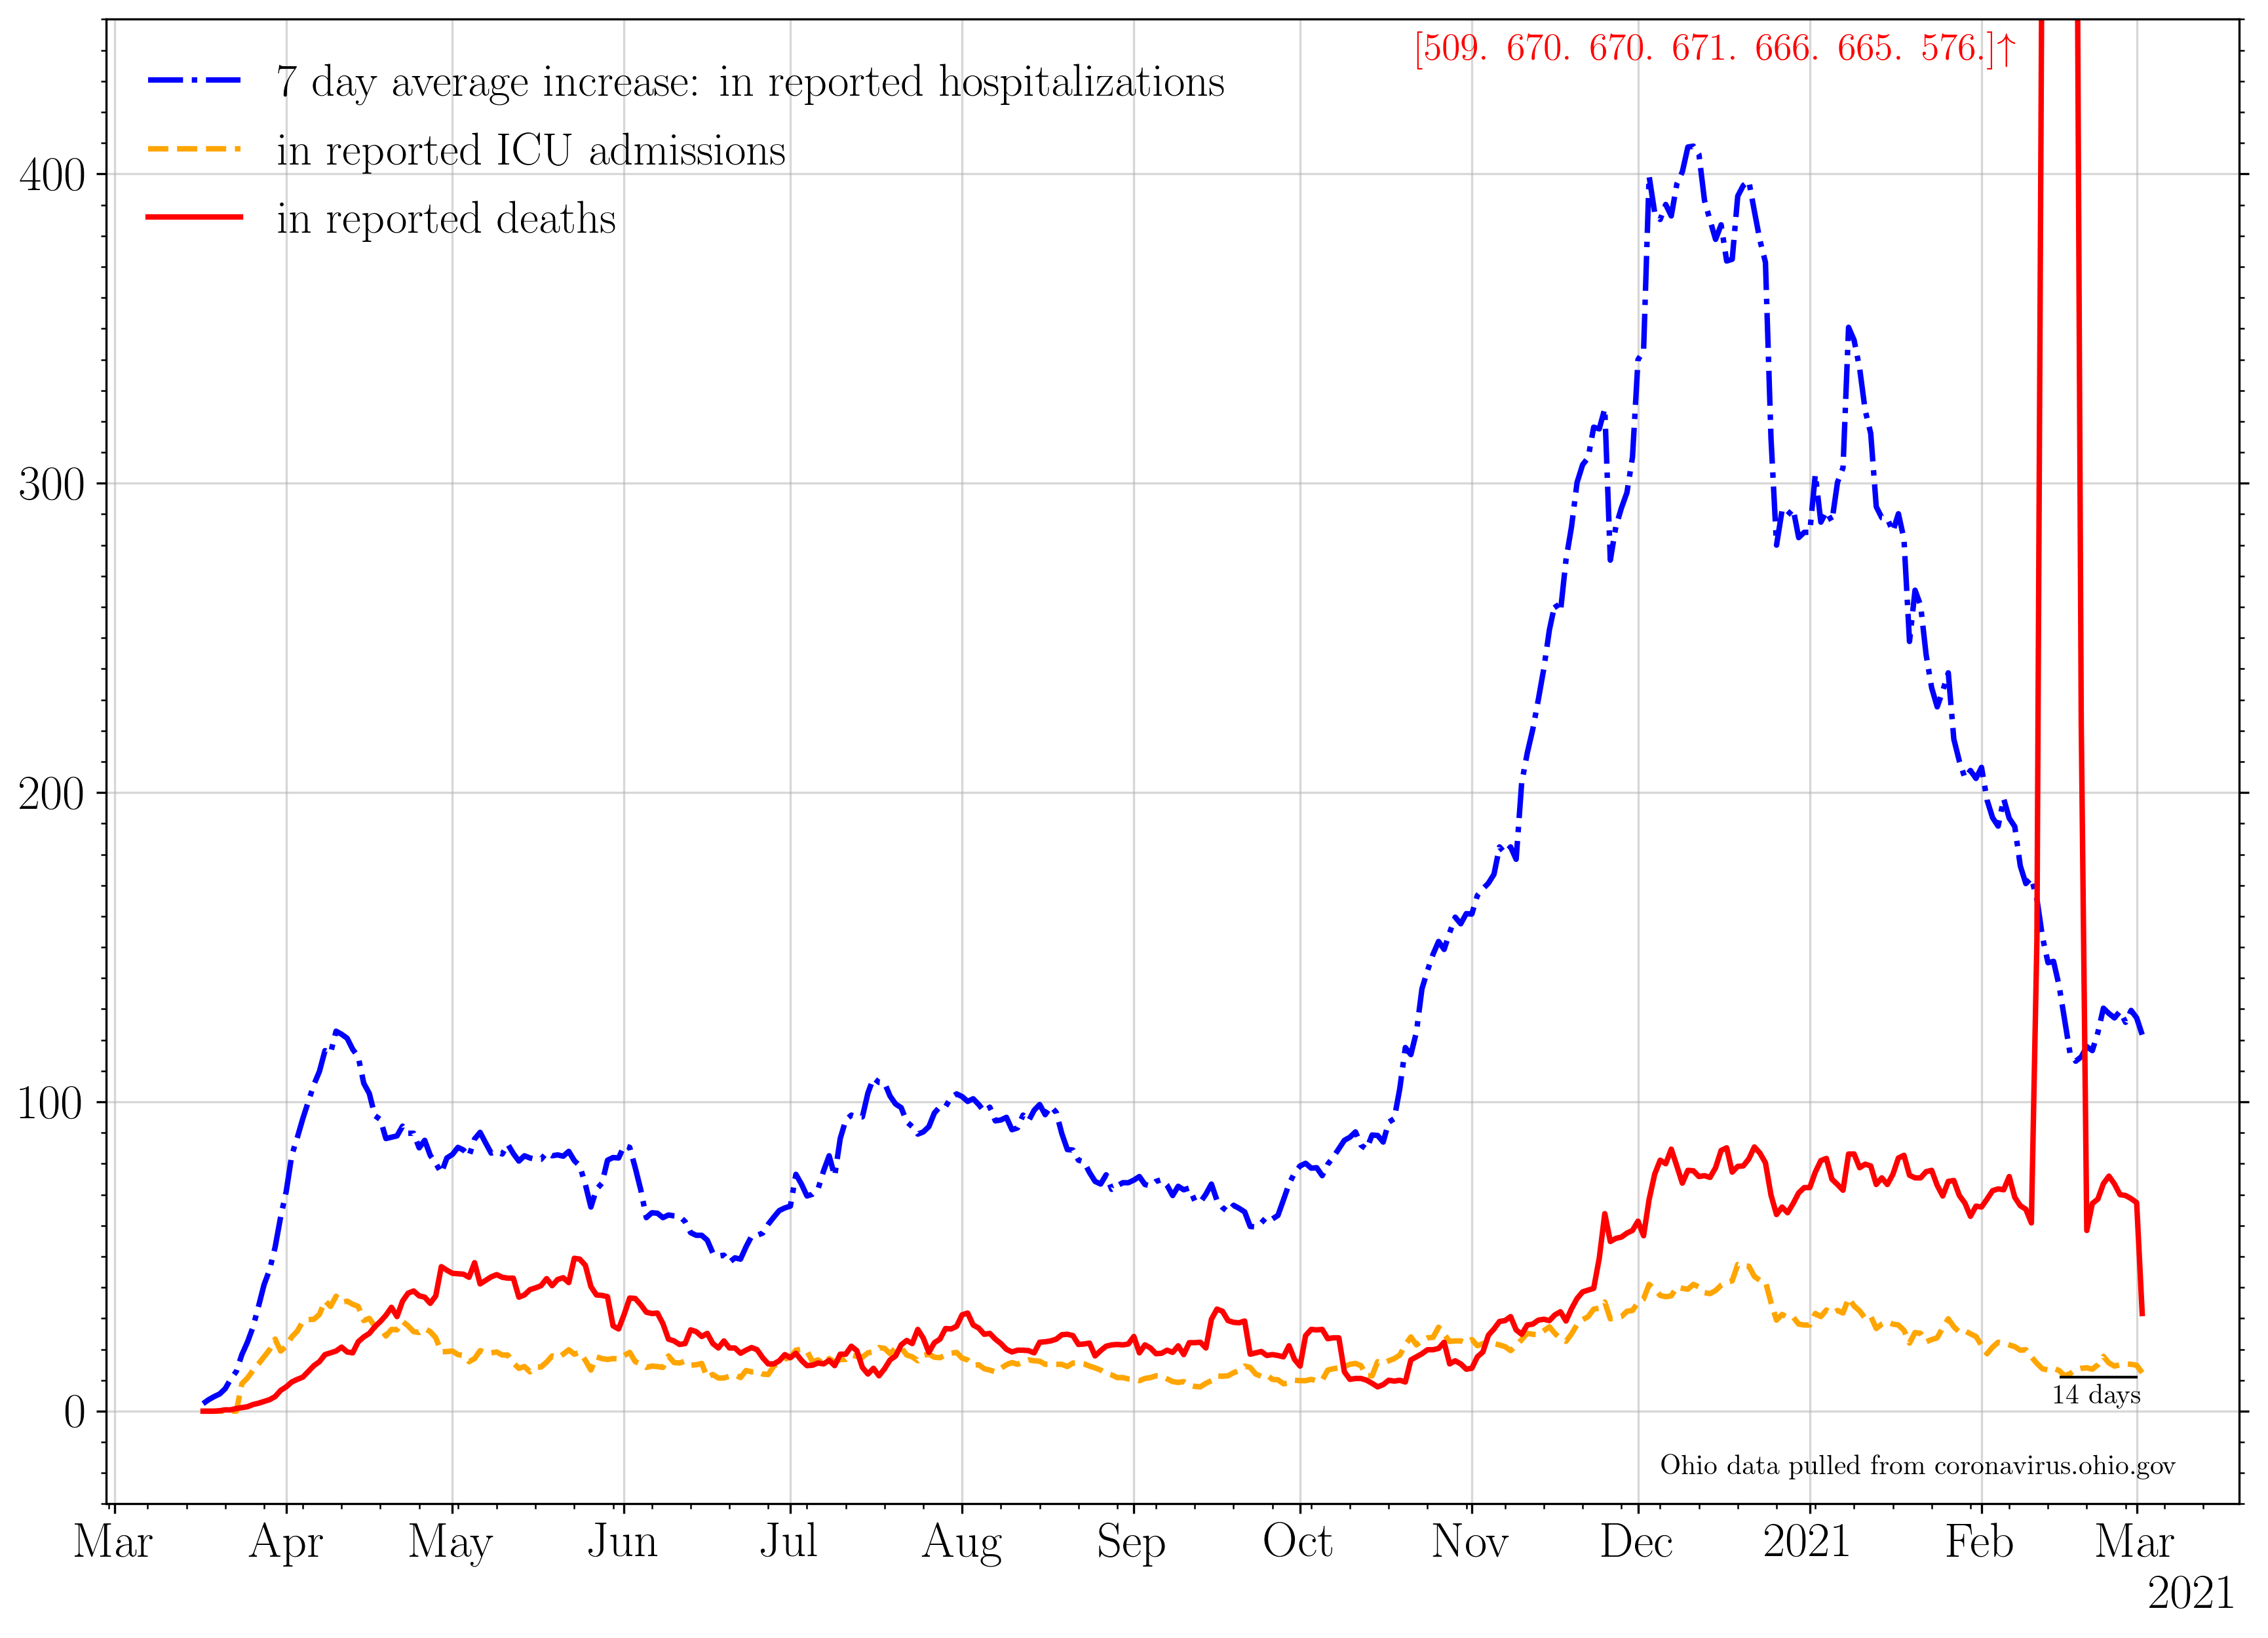 [509. 670. 670. 671. 666. 665. 576.]↑
7 day average increase: in reported hospitalizations
in reported ICU admissions
in reported deaths
400
300
200
100
0
14 days
Ohio data pulled from coronavirus.ohio.gov
Mar Apr May Jun Jul Aug Sep Oct Nov Dec 2021 Feb Mar
2021